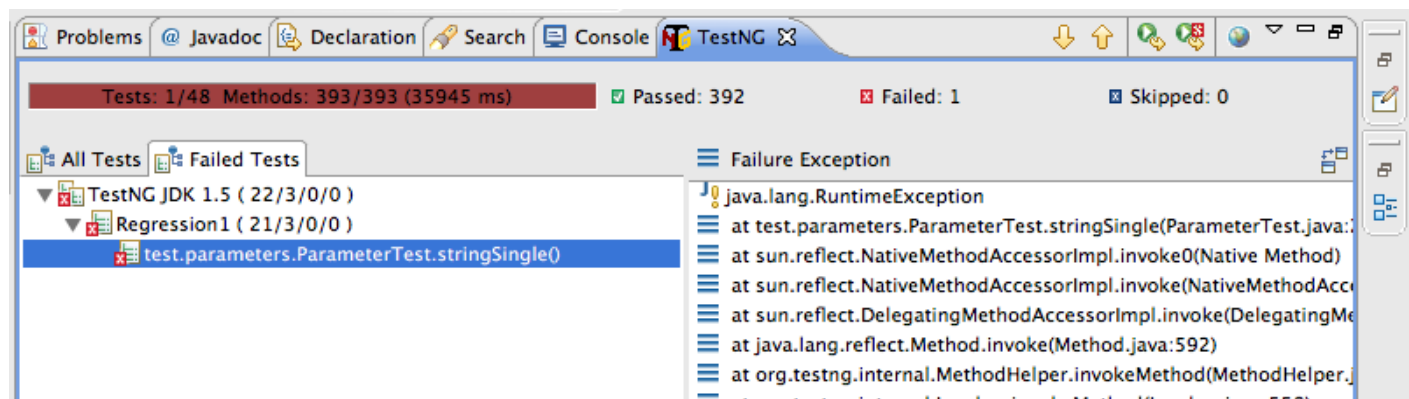 Problems @ Javadoc Declaration Search Console TestNG
Tests: 1/48 Methods: 393/393 (35945 ms) Passed: 392 Failed: 1 Skipped: 0
All Tests Failed Tests Failure Exception
TestNG JDK 1.5 ( 22/3/0/0 )
Regression1 ( 21/3/0/0 )
test.parameters.ParameterTest.stringSingle()
java.lang.RuntimeException
at test.parameters.ParameterTest.stringSingle(ParameterTest.java:
at sun.reflect.NativeMethodAccessorImpl.invoke0(Native Method)
at sun.reflect.NativeMethodAccessorImpl.invoke(NativeMethodAcce
at sun.reflect.DelegatingMethodAccessorImpl.invoke(DelegatingMe
at java.lang.reflect.Method.invoke(Method.java:592)
at org.testng.internal.MethodHelper.invokeMethod(MethodHelper.j